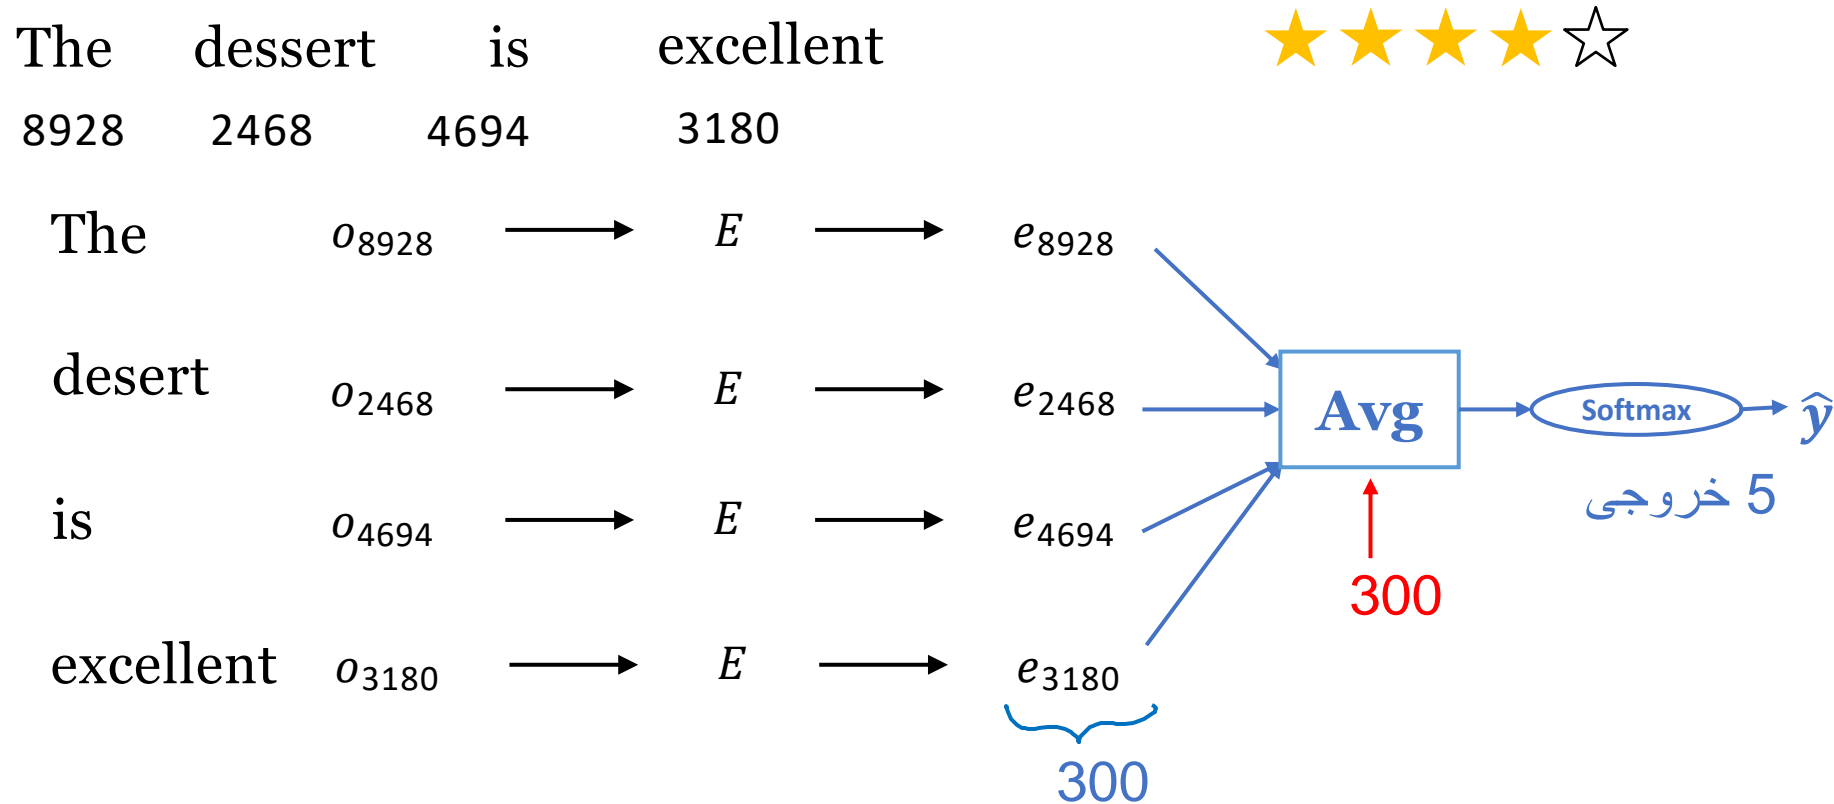 The dessert is excellent
8928 2468 4694 3180
The o8928 E e8928
desert o2468 E e2468
Avg Softmax ŷ
5 خروجی
is o4694 E e4694
300
excellent o3180 E e3180
300